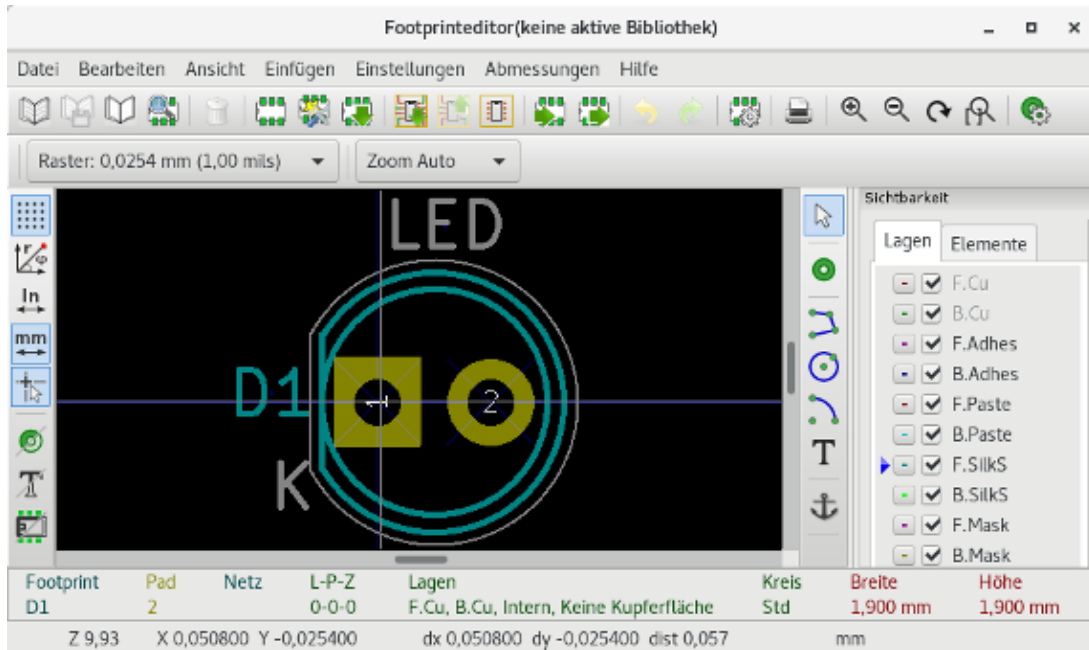 Footprinteditor(keine aktive Bibliothek)
Datei Bearbeiten Ansicht Einfügen Einstellungen Abmessungen Hilfe
Raster: 0,0254 mm (1,00 mils) Zoom Auto
Sichtbarkeit
Lagen Elemente
In
mm
LED
D1
1
2
K
T
F.Cu
B.Cu
F.Adhes
B.Adhes
F.Paste
B.Paste
F.SilkS
B.SilkS
F.Mask
B.Mask
Footprint Pad Netz L-P-Z Lagen Kreis Breite Höhe
D1 2 0-0-0 F.Cu, B.Cu, Intern, Keine Kupferfläche Std 1,900 mm 1,900 mm
Z 9,93 X 0,050800 Y -0,025400 dx 0,050800 dy -0,025400 dist 0,057 mm